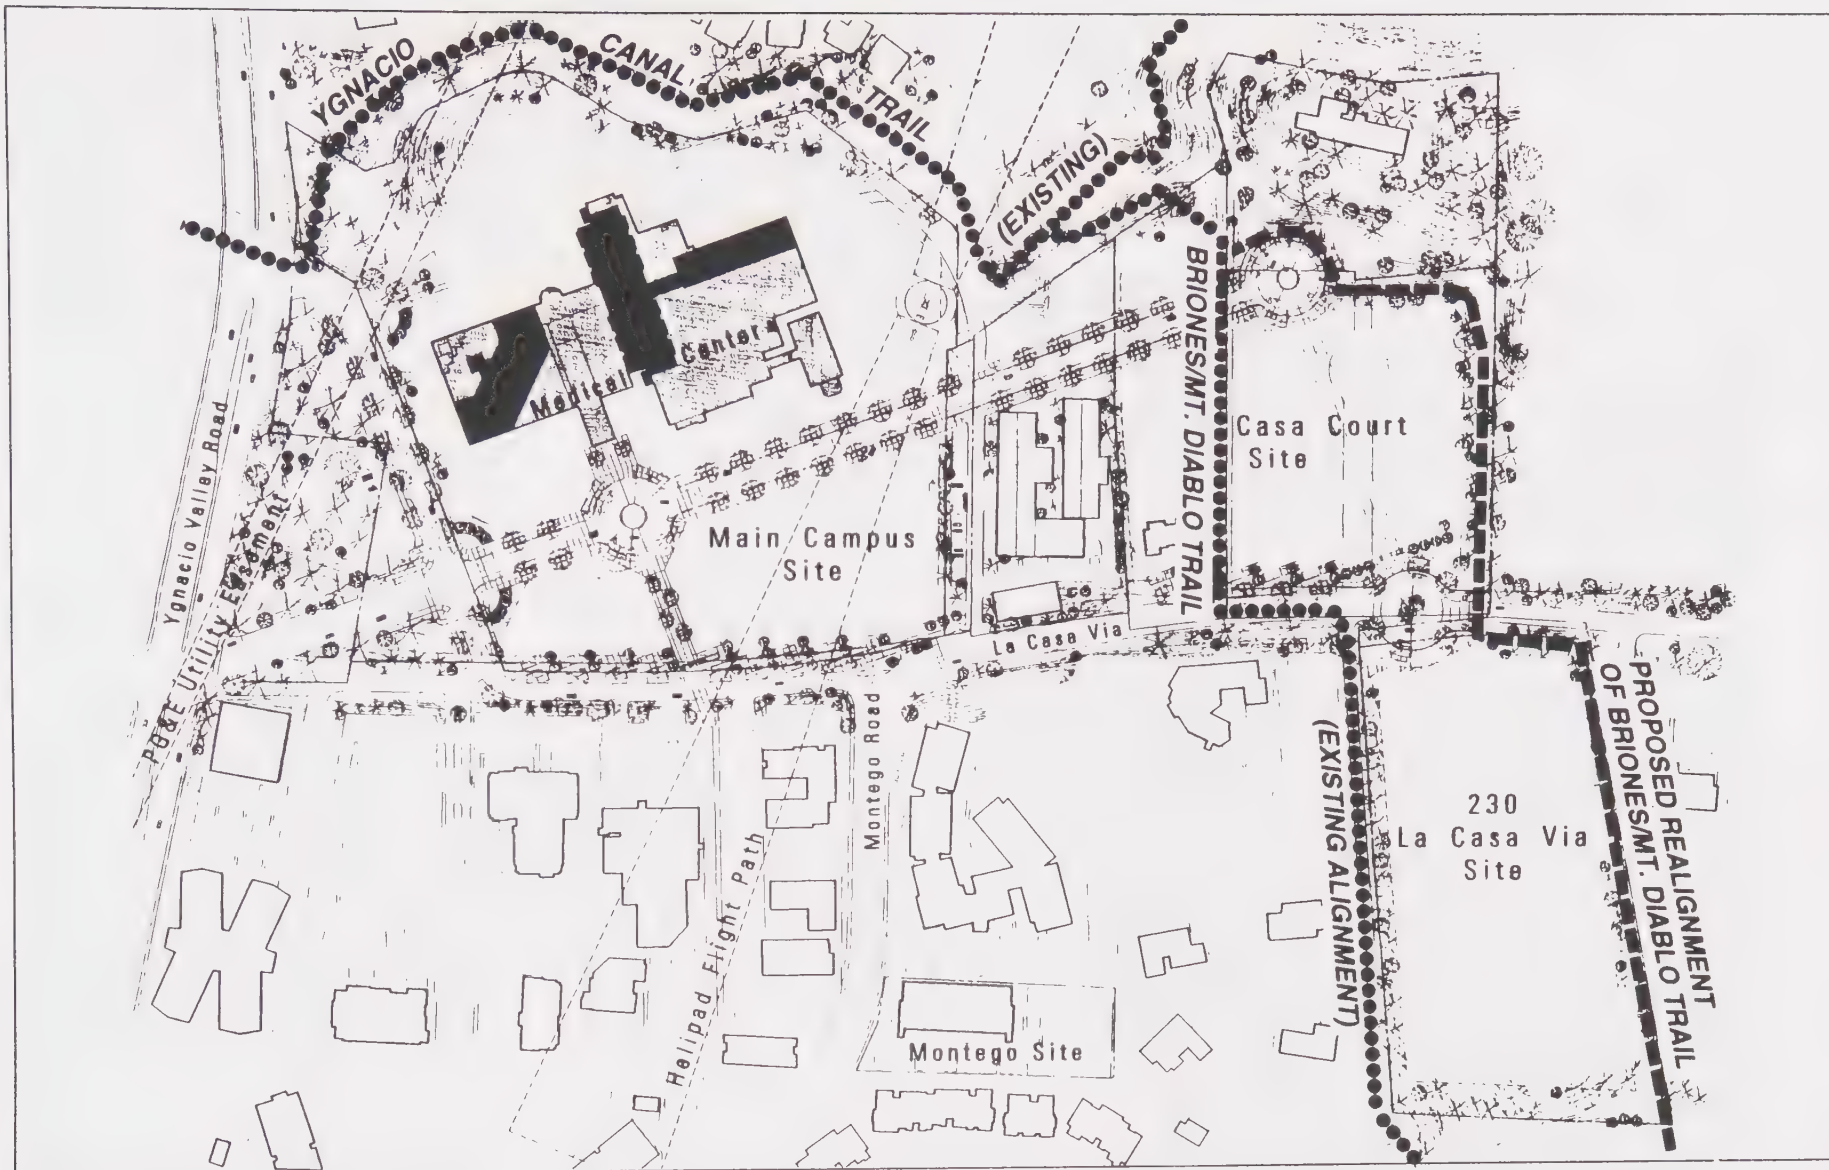 YGNACIO CANAL TRAIL
(EXISTING)
BRIONES/MT. DIABLO TRAIL
Medical Center
Casa Court
Site
Main Campus
Site
Ygnacio Valley Road
PG&E Utility Easement
La Casa Via
Montego Road
Helipad Flight Path
(EXISTING ALIGNMENT)
230
La Casa Via
Site
PROPOSED REALIGNMENT
OF BRIONES/MT. DIABLO TRAIL
Montego Site